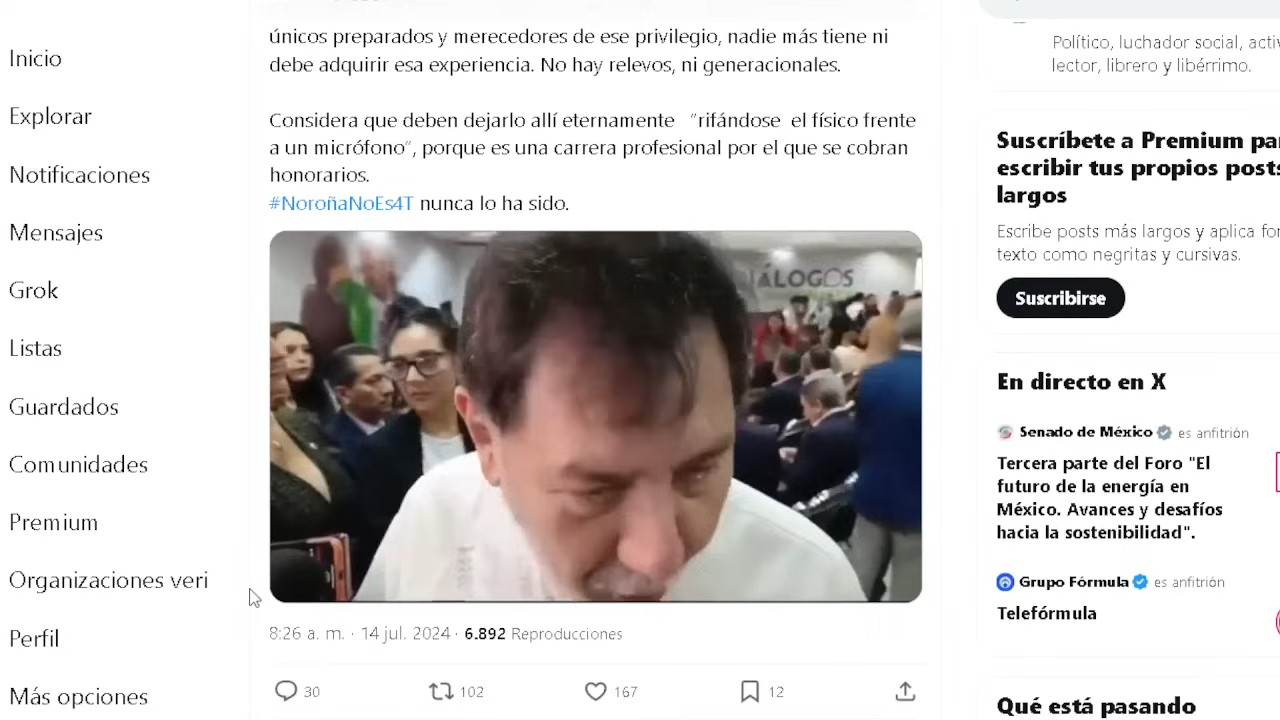 Inicio
Explorar
Notificaciones
Mensajes
Grok
Listas
Guardados
Comunidades
Premium
Organizaciones veri
Perfil
Más opciones
únicos preparados y merecedores de ese privilegio, nadie más tiene ni
debe adquirir esa experiencia. No hay relevos, ni generacionales.
Considera que deben dejarlo allí eternamente “rifándose el físico frente
a un micrófono”, porque es una carrera profesional por el que se cobran
honorarios.
#NoroñaNoEs4T nunca lo ha sido.
IÁLOGOS
8:26 a. m. · 14 jul. 2024 · 6.892 Reproducciones
30 102 167 12
Político, luchador social, activ
lector, librero y libérrimo.
Suscríbete a Premium par
escribir tus propios posts
largos
Escribe posts más largos y aplica for
texto como negritas y cursivas.
Suscribirse
En directo en X
Senado de México es anfitrión
Tercera parte del Foro "El
futuro de la energía en
México. Avances y desafíos
hacia la sostenibilidad".
Grupo Fórmula es anfitrión
Telefórmula
Qué está pasando